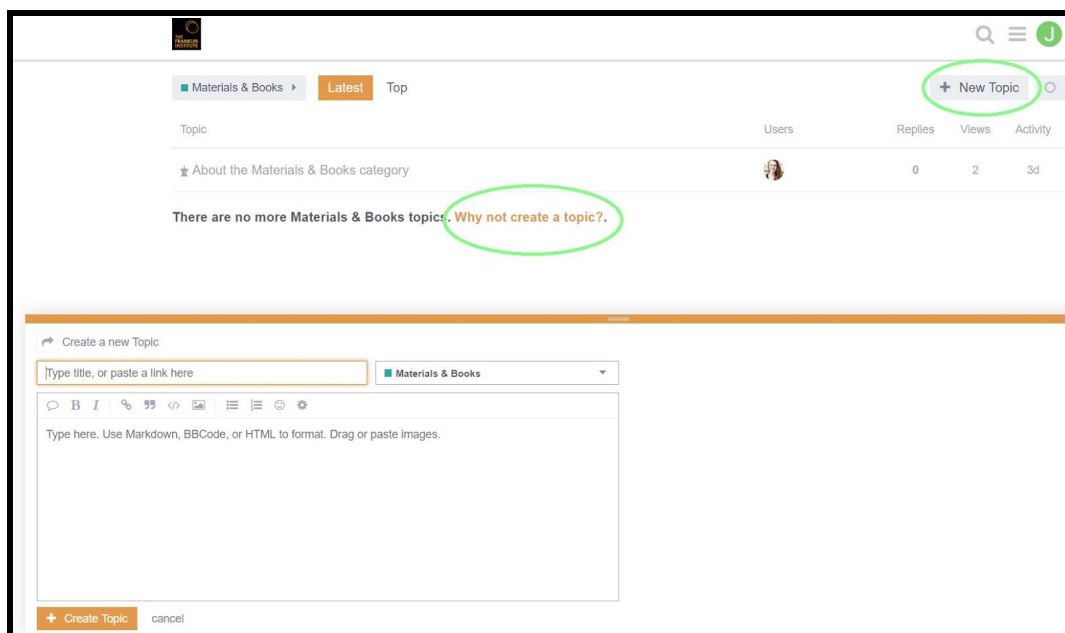 THE
FRANKLIN
INSTITUTE
J
Materials & Books
Latest
Top
+ New Topic
Topic
Users
Replies
Views
Activity
About the Materials & Books category
0
2
3d
There are no more Materials & Books topics. Why not create a topic?.
Create a new Topic
Type title, or paste a link here
Materials & Books
B I
Type here. Use Markdown, BBCode, or HTML to format. Drag or paste images.
+ Create Topic
cancel